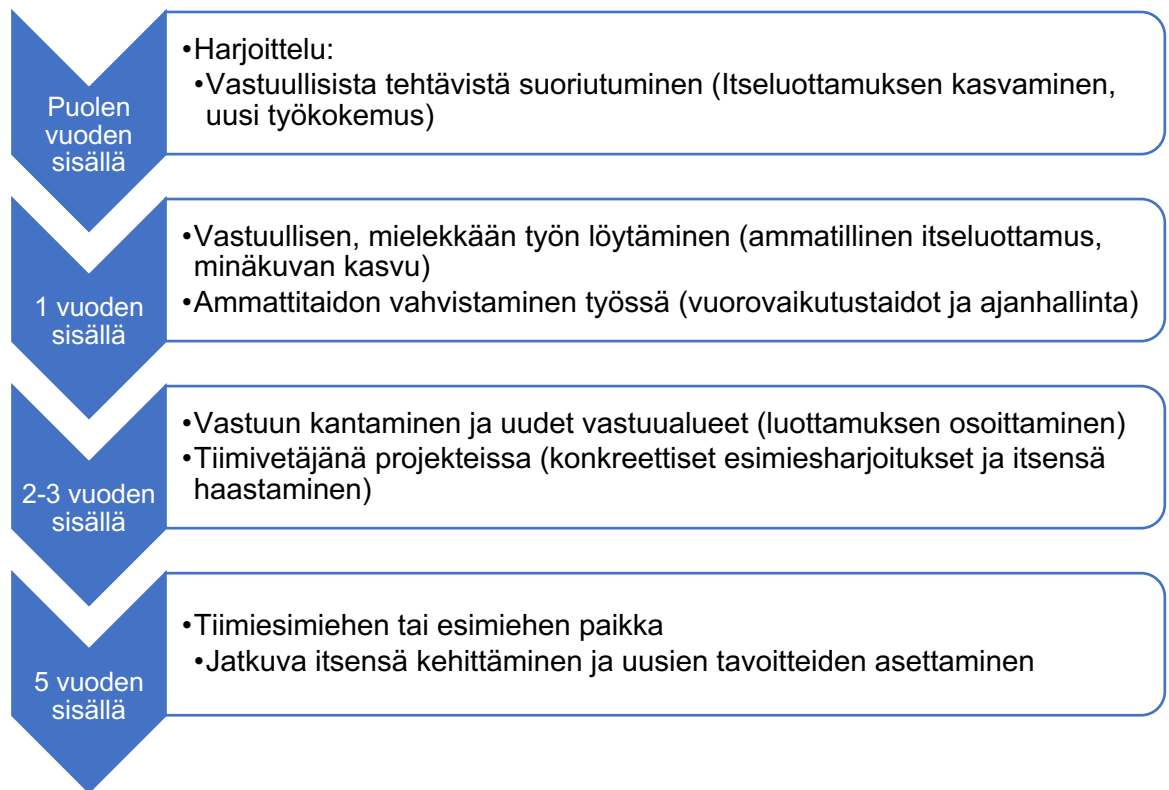 Puolen
vuoden
sisällä
•Harjoittelu:
•Vastuullisista tehtävistä suoriutuminen (Itseluottamuksen kasvaminen,
uusi työkokemus)
1 vuoden
sisällä
•Vastuullisen, mielekkään työn löytäminen (ammatillinen itseluottamus,
minäkuvan kasvu)
•Ammattitaidon vahvistaminen työssä (vuorovaikutustaidot ja ajanhallinta)
2-3 vuoden
sisällä
•Vastuun kantaminen ja uudet vastuualueet (luottamuksen osoittaminen)
•Tiimivetäjänä projekteissa (konkreettiset esimiesharjoitukset ja itsensä
haastaminen)
5 vuoden
sisällä
•Tiimiesimiehen tai esimiehen paikka
•Jatkuva itsensä kehittäminen ja uusien tavoitteiden asettaminen